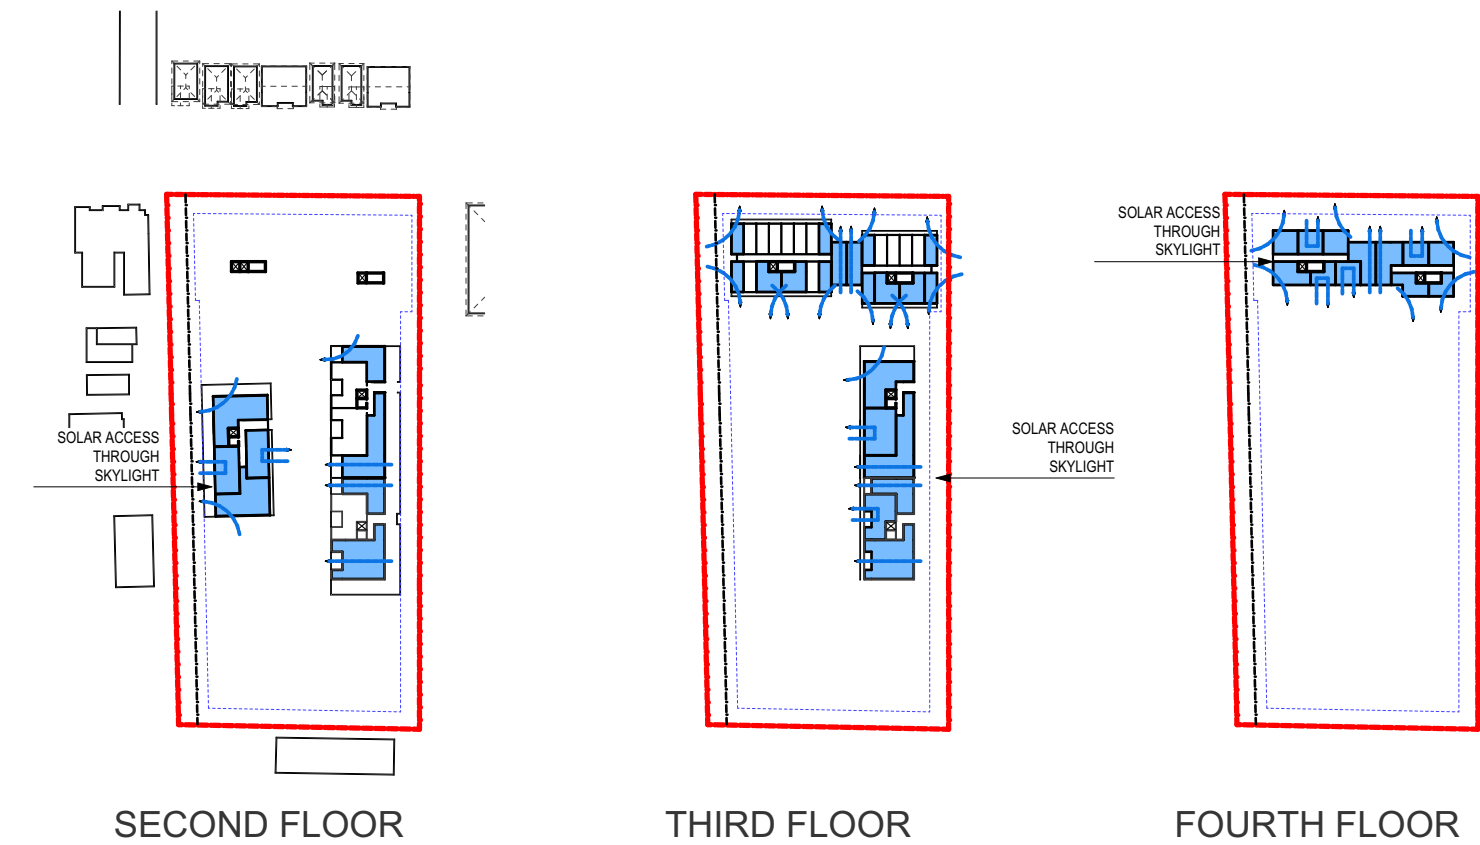 SOLAR ACCESS
THROUGH
SKYLIGHT
SOLAR ACCESS
THROUGH
SKYLIGHT
SOLAR ACCESS
THROUGH
SKYLIGHT
SECOND FLOOR
THIRD FLOOR
FOURTH FLOOR